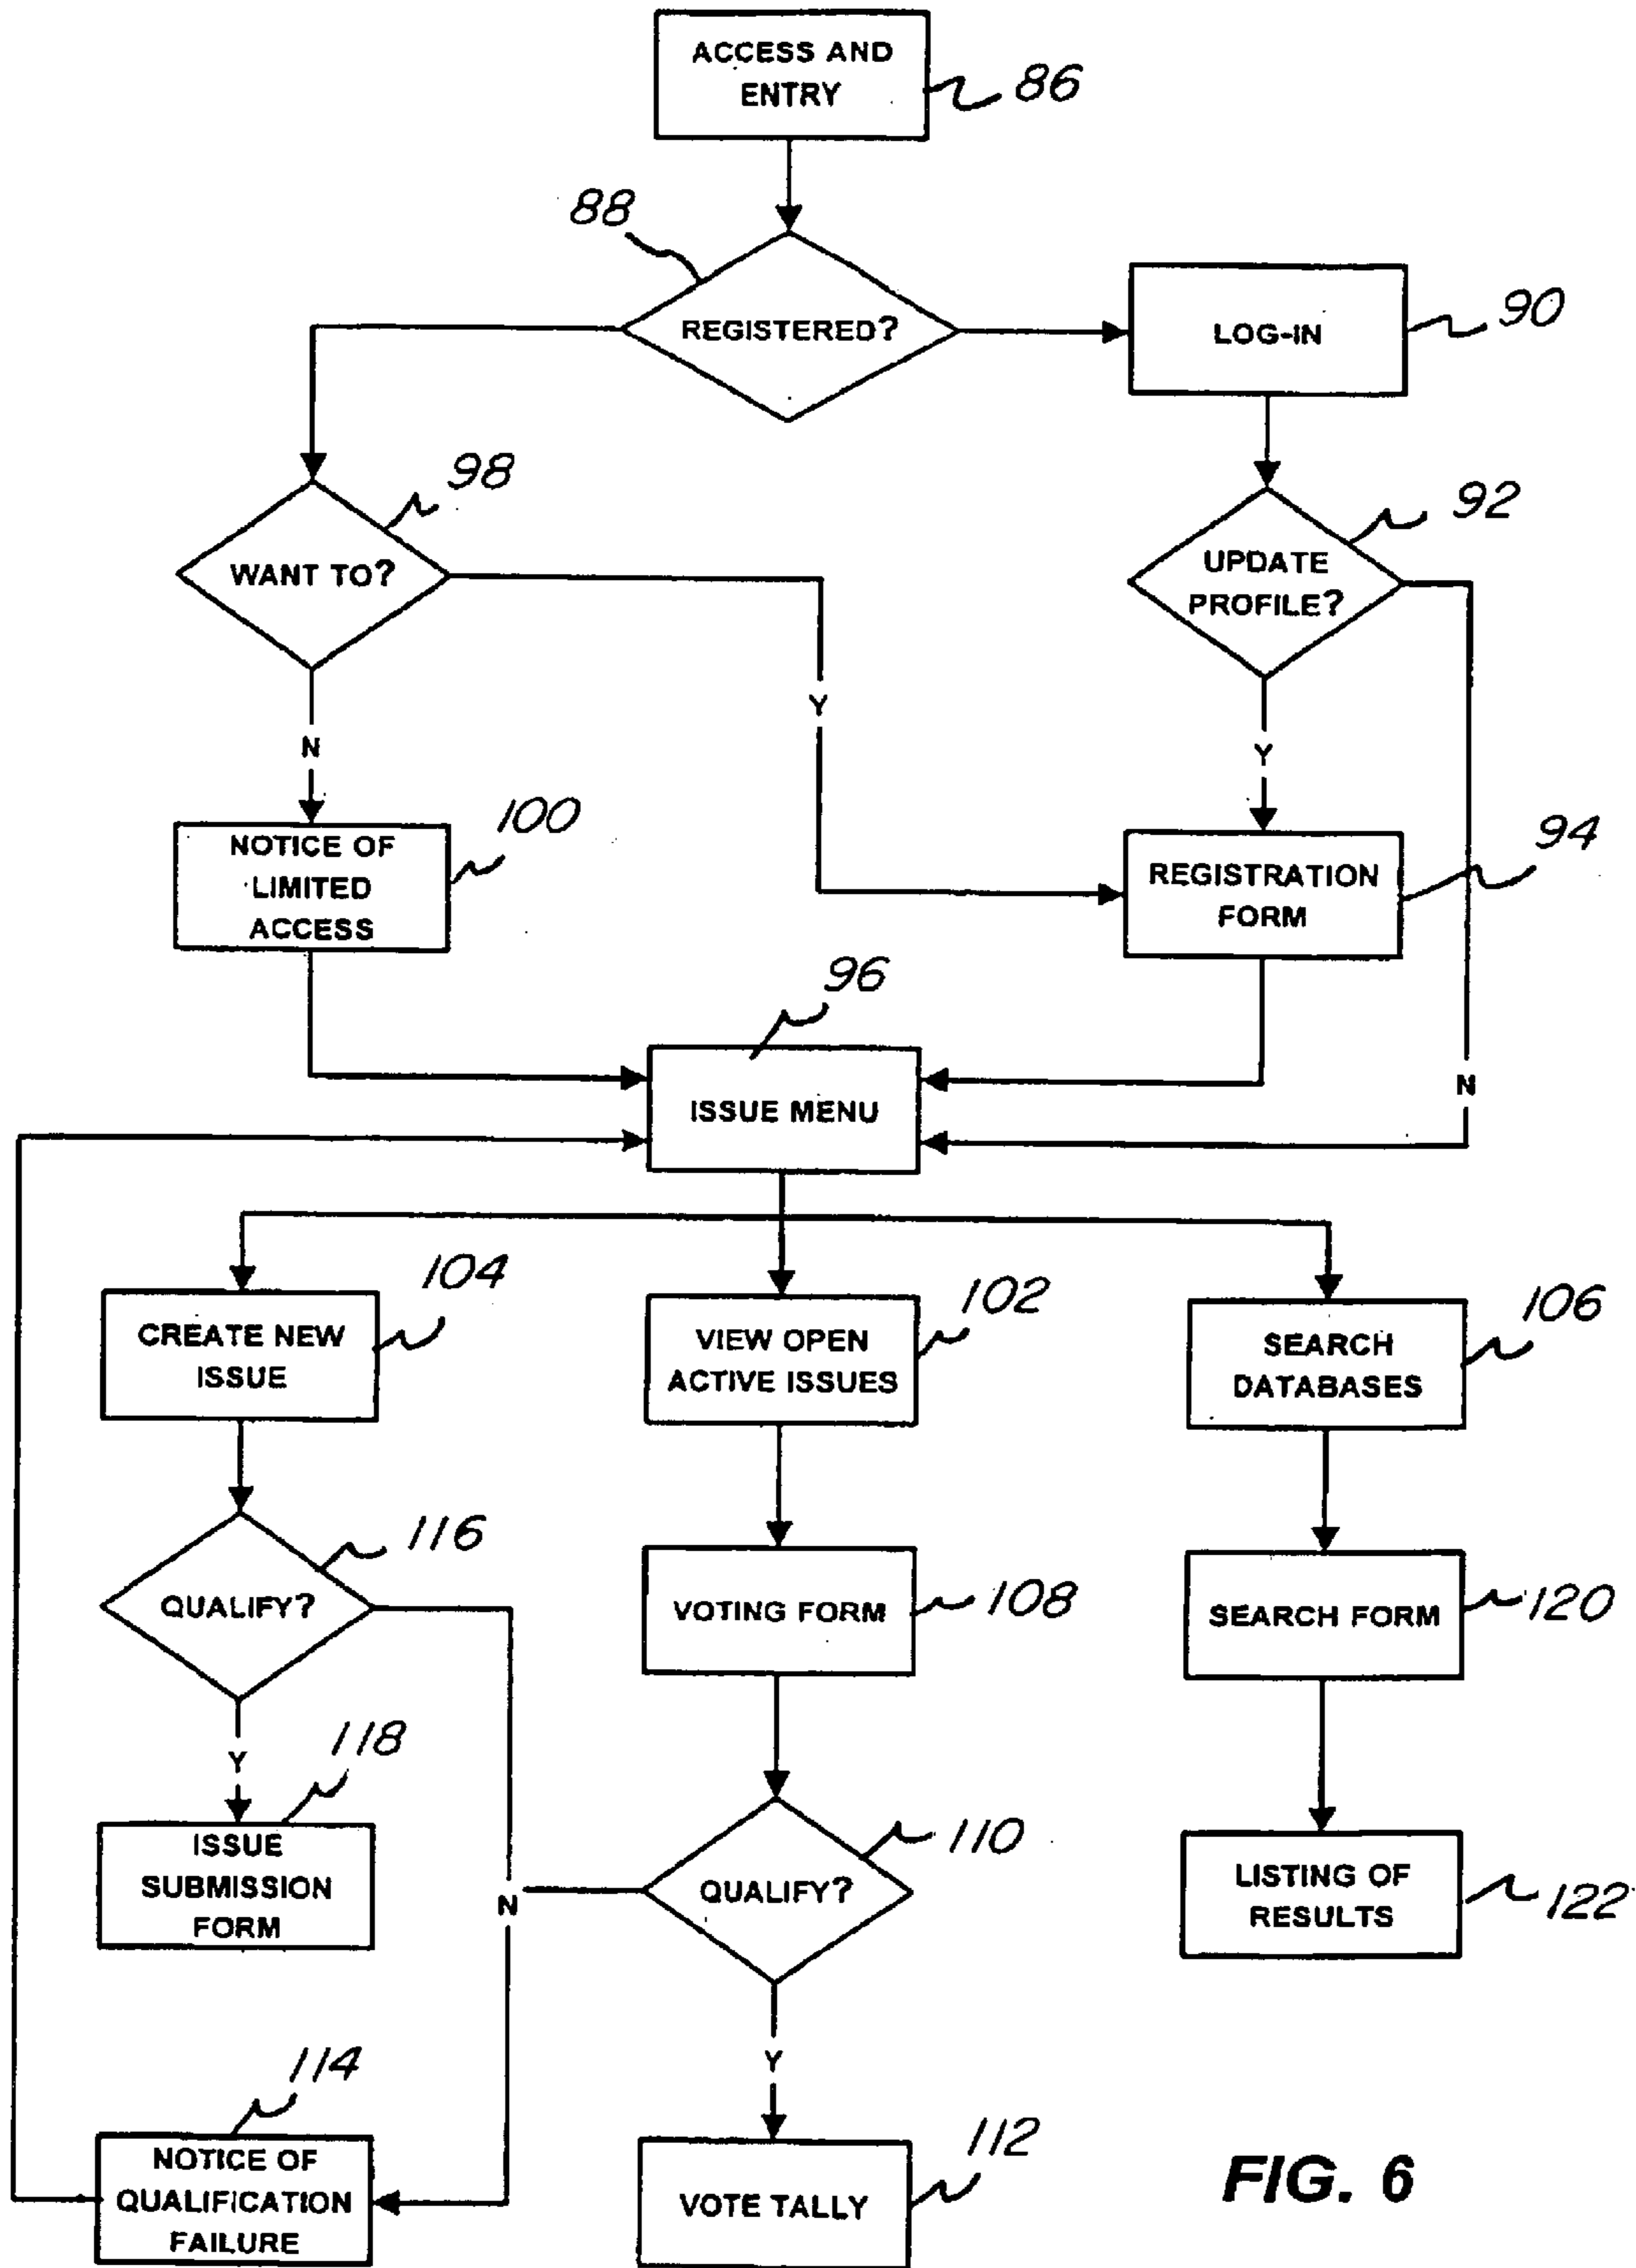 ACCESS AND
ENTRY
86
88
REGISTERED?
LOG-IN
90
98
WANT TO?
92
UPDATE
PROFILE?
N
Y
Y
100
NOTICE OF
LIMITED
ACCESS
94
REGISTRATION
FORM
96
ISSUE MENU
N
104
CREATE NEW
ISSUE
102
VIEW OPEN
ACTIVE ISSUES
106
SEARCH
DATABASES
116
QUALIFY?
VOTING FORM
108
SEARCH FORM
120
Y
118
ISSUE
SUBMISSION
FORM
N
110
QUALIFY?
LISTING OF
RESULTS
122
Y
114
NOTICE OF
QUALIFICATION
FAILURE
112
VOTE TALLY
FIG. 6